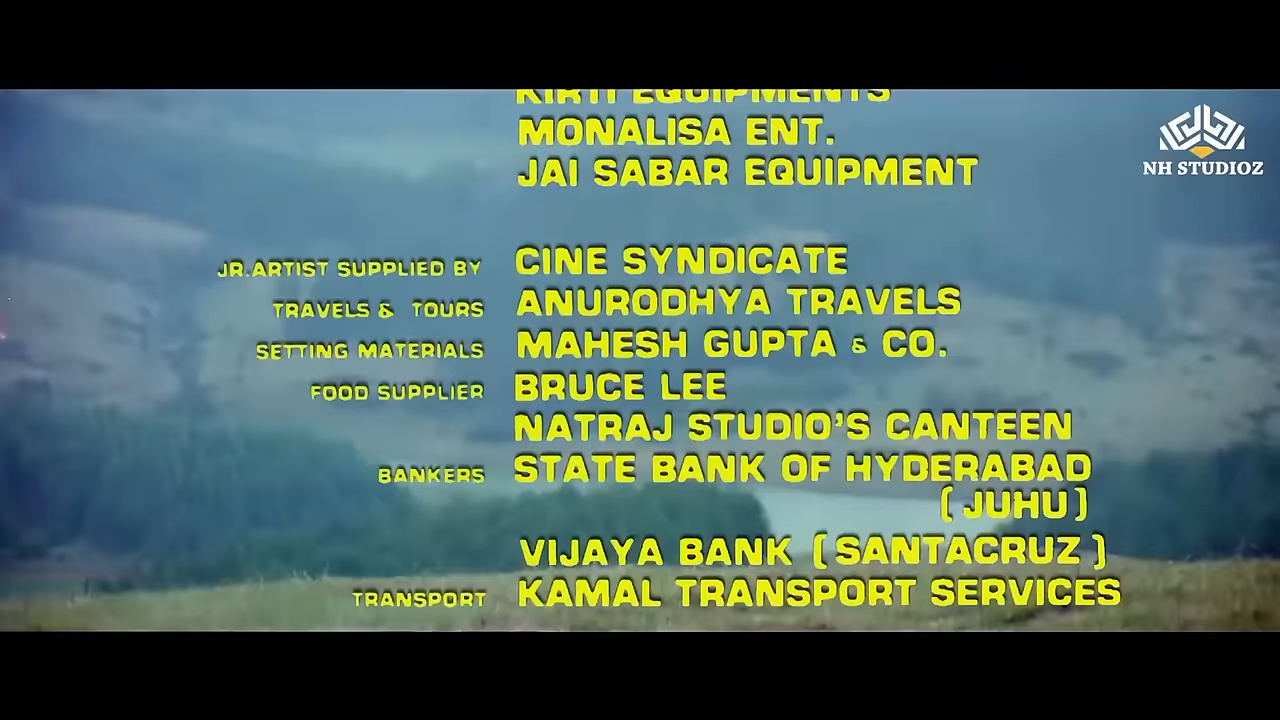 KIRTI EQUIPMENTS
MONALISA ENT.
JAI SABAR EQUIPMENT
NH STUDIOZ
JR.ARTIST SUPPLIED BY CINE SYNDICATE
TRAVELS & TOURS ANURODHYA TRAVELS
SETTING MATERIALS MAHESH GUPTA & CO.
FOOD SUPPLIER BRUCE LEE
NATRAJ STUDIO'S CANTEEN
BANKERS STATE BANK OF HYDERABAD
(JUHU)
VIJAYA BANK (SANTACRUZ)
TRANSPORT KAMAL TRANSPORT SERVICES